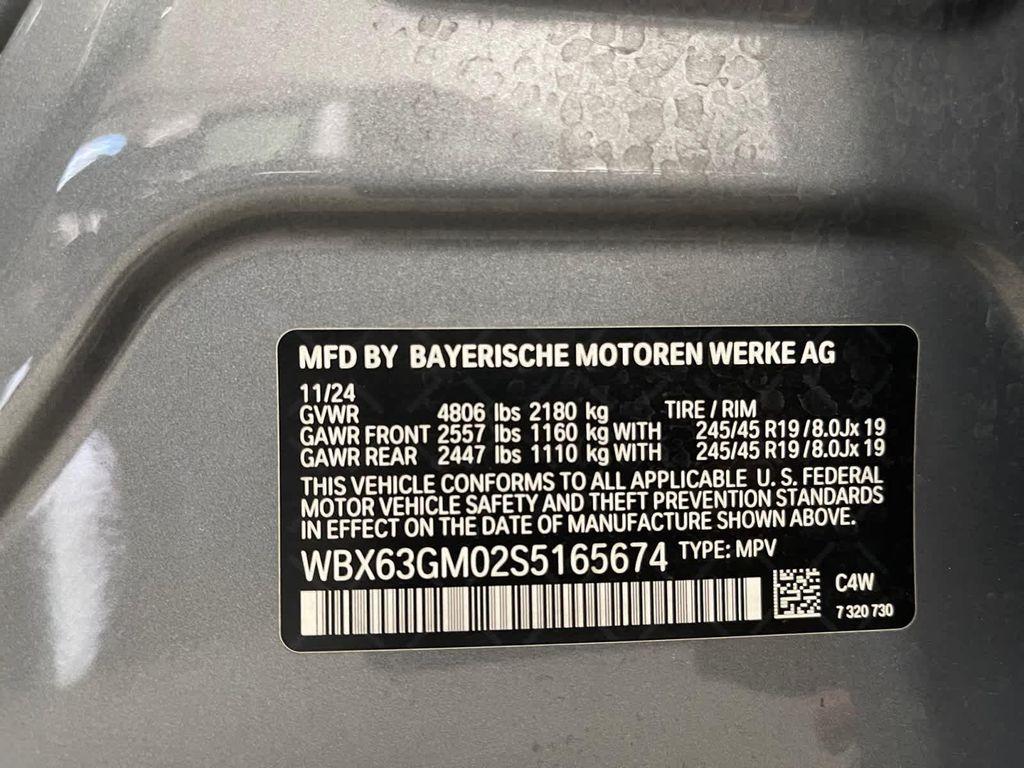 MFD BY BAYERISCHE MOTOREN WERKE AG
11/24
GVWR 4806 lbs 2180 kg TIRE / RIM
GAWR FRONT 2557 lbs 1160 kg WITH 245/45 R19 / 8.0Jx 19
GAWR REAR 2447 lbs 1110 kg WITH 245/45 R19 / 8.0Jx 19
THIS VEHICLE CONFORMS TO ALL APPLICABLE U. S. FEDERAL
MOTOR VEHICLE SAFETY AND THEFT PREVENTION STANDARDS
IN EFFECT ON THE DATE OF MANUFACTURE SHOWN ABOVE.
WBX63GM02S5165674 TYPE: MPV
C4W
7 320 730